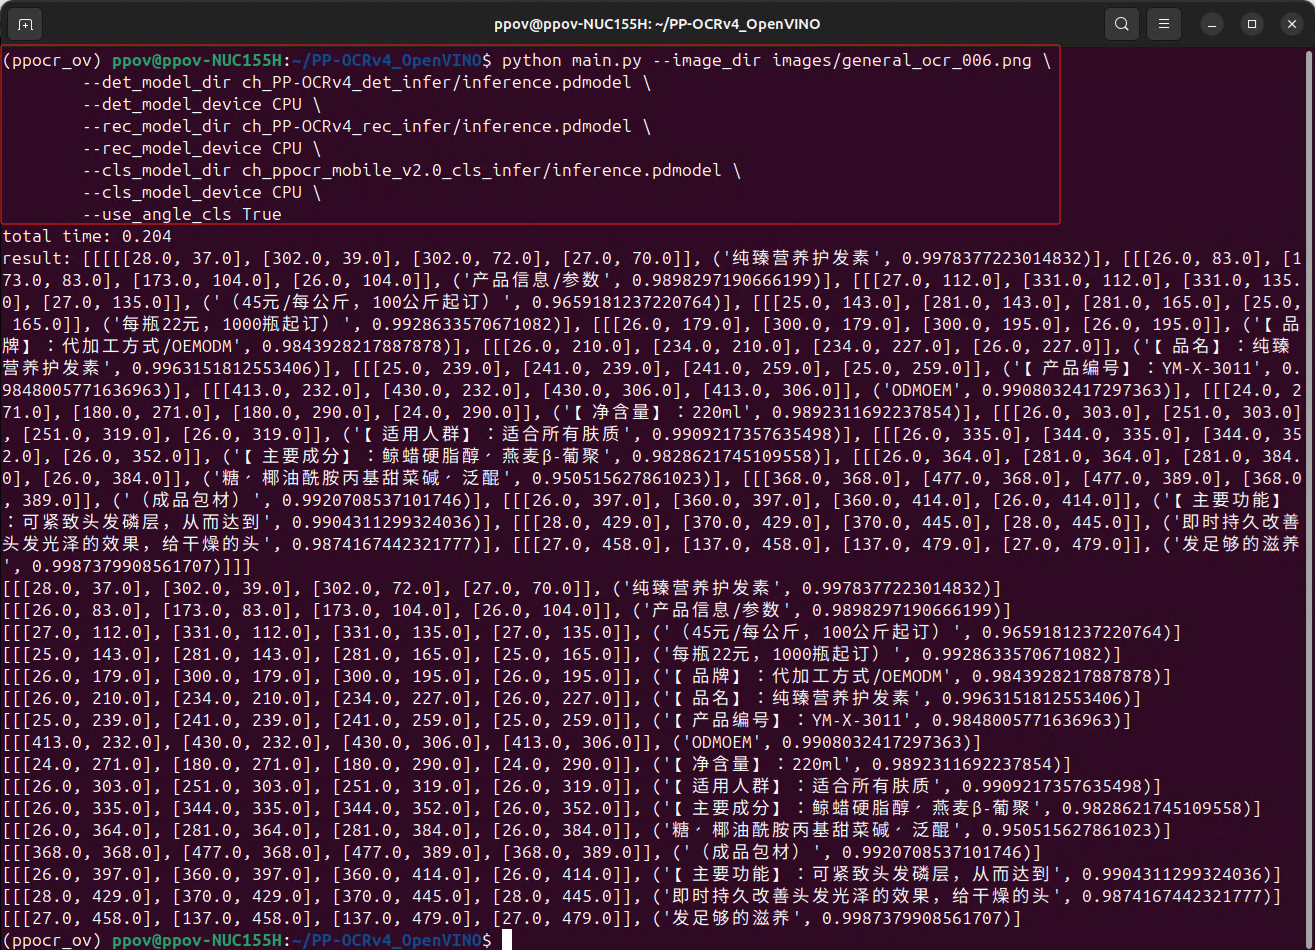 ppov@ppov-NUC155H: ~/PP-OCRv4_OpenVINO
(ppocr_ov) ppov@ppov-NUC155H:~/PP-OCRv4_OpenVINO$ python main.py --image_dir images/general_ocr_006.png \
--det_model_dir ch_PP-OCRv4_det_infer/inference.pdmodel \
--det_model_device CPU \
--rec_model_dir ch_PP-OCRv4_rec_infer/inference.pdmodel \
--rec_model_device CPU \
--cls_model_dir ch_ppocr_mobile_v2.0_cls_infer/inference.pdmodel \
--cls_model_device CPU \
--use_angle_cls True
total time: 0.204
result: [[[[[28.0, 37.0], [302.0, 39.0], [302.0, 72.0], [27.0, 70.0]], ('纯臻营养护发素', 0.9978377223014832)], [[[26.0, 83.0], [1
73.0, 83.0], [173.0, 104.0], [26.0, 104.0]], ('产品信息/参数', 0.9898297190666199)], [[[27.0, 112.0], [331.0, 112.0], [331.0, 135.
0], [27.0, 135.0]], ('（45元/每公斤，100公斤起订）', 0.9659181237220764)], [[[25.0, 143.0], [281.0, 143.0], [281.0, 165.0], [25.0,
165.0]], ('每瓶22元，1000瓶起订）', 0.9928633570671082)], [[[26.0, 179.0], [300.0, 179.0], [300.0, 195.0], [26.0, 195.0]], ('【品
牌】：代加工方式/OEMODM', 0.9843928217887878)], [[[26.0, 210.0], [234.0, 210.0], [234.0, 227.0], [26.0, 227.0]], ('【品名】：纯臻
营养护发素', 0.9963151812553406)], [[[25.0, 239.0], [241.0, 239.0], [241.0, 259.0], [25.0, 259.0]], ('【产品编号】：YM-X-3011', 0.
9848005771636963)], [[[413.0, 232.0], [430.0, 232.0], [430.0, 306.0], [413.0, 306.0]], ('ODMOEM', 0.9908032417297363)], [[[24.0, 2
71.0], [180.0, 271.0], [180.0, 290.0], [24.0, 290.0]], ('【净含量】：220ml', 0.9892311692237854)], [[[26.0, 303.0], [251.0, 303.0]
, [251.0, 319.0], [26.0, 319.0]], ('【适用人群】：适合所有肤质', 0.9909217357635498)], [[[26.0, 335.0], [344.0, 335.0], [344.0, 35
2.0], [26.0, 352.0]], ('【主要成分】：鲸蜡硬脂醇、燕麦β-葡聚', 0.9828621745109558)], [[[26.0, 364.0], [281.0, 364.0], [281.0, 384.
0], [26.0, 384.0]], ('糖、椰油酰胺丙基甜菜碱、泛醌', 0.950515627861023)], [[[368.0, 368.0], [477.0, 368.0], [477.0, 389.0], [368.0
, 389.0]], ('（成品包材）', 0.9920708537101746)], [[[26.0, 397.0], [360.0, 397.0], [360.0, 414.0], [26.0, 414.0]], ('【主要功能】
：可紧致头发磷层，从而达到', 0.9904311299324036)], [[[28.0, 429.0], [370.0, 429.0], [370.0, 445.0], [28.0, 445.0]], ('即时持久改善
头发光泽的效果，给干燥的头', 0.9874167442321777)], [[[27.0, 458.0], [137.0, 458.0], [137.0, 479.0], [27.0, 479.0]], ('发足够的滋养
', 0.9987379908561707)]]]
[[[28.0, 37.0], [302.0, 39.0], [302.0, 72.0], [27.0, 70.0]], ('纯臻营养护发素', 0.9978377223014832)]
[[[26.0, 83.0], [173.0, 83.0], [173.0, 104.0], [26.0, 104.0]], ('产品信息/参数', 0.9898297190666199)]
[[[27.0, 112.0], [331.0, 112.0], [331.0, 135.0], [27.0, 135.0]], ('（45元/每公斤，100公斤起订）', 0.9659181237220764)]
[[[25.0, 143.0], [281.0, 143.0], [281.0, 165.0], [25.0, 165.0]], ('每瓶22元，1000瓶起订）', 0.9928633570671082)]
[[[26.0, 179.0], [300.0, 179.0], [300.0, 195.0], [26.0, 195.0]], ('【品牌】：代加工方式/OEMODM', 0.9843928217887878)]
[[[26.0, 210.0], [234.0, 210.0], [234.0, 227.0], [26.0, 227.0]], ('【品名】：纯臻营养护发素', 0.9963151812553406)]
[[[25.0, 239.0], [241.0, 239.0], [241.0, 259.0], [25.0, 259.0]], ('【产品编号】：YM-X-3011', 0.9848005771636963)]
[[[413.0, 232.0], [430.0, 232.0], [430.0, 306.0], [413.0, 306.0]], ('ODMOEM', 0.9908032417297363)]
[[[24.0, 271.0], [180.0, 271.0], [180.0, 290.0], [24.0, 290.0]], ('【净含量】：220ml', 0.9892311692237854)]
[[[26.0, 303.0], [251.0, 303.0], [251.0, 319.0], [26.0, 319.0]], ('【适用人群】：适合所有肤质', 0.9909217357635498)]
[[[26.0, 335.0], [344.0, 335.0], [344.0, 352.0], [26.0, 352.0]], ('【主要成分】：鲸蜡硬脂醇、燕麦β-葡聚', 0.9828621745109558)]
[[[26.0, 364.0], [281.0, 364.0], [281.0, 384.0], [26.0, 384.0]], ('糖、椰油酰胺丙基甜菜碱、泛醌', 0.950515627861023)]
[[[368.0, 368.0], [477.0, 368.0], [477.0, 389.0], [368.0, 389.0]], ('（成品包材）', 0.9920708537101746)]
[[[26.0, 397.0], [360.0, 397.0], [360.0, 414.0], [26.0, 414.0]], ('【主要功能】：可紧致头发磷层，从而达到', 0.9904311299324036)]
[[[28.0, 429.0], [370.0, 429.0], [370.0, 445.0], [28.0, 445.0]], ('即时持久改善头发光泽的效果，给干燥的头', 0.9874167442321777)]
[[[27.0, 458.0], [137.0, 458.0], [137.0, 479.0], [27.0, 479.0]], ('发足够的滋养', 0.9987379908561707)]
(ppocr_ov) ppov@ppov-NUC155H:~/PP-OCRv4_OpenVINO$